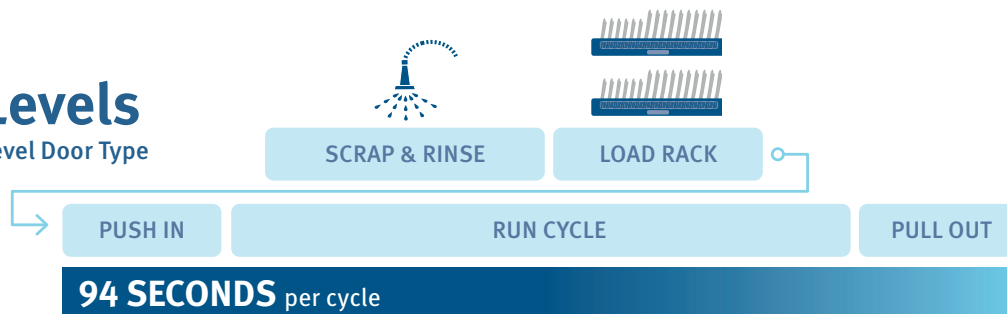 Levels
evel Door Type
SCRAP & RINSE
LOAD RACK
PUSH IN
RUN CYCLE
PULL OUT
94 SECONDS per cycle